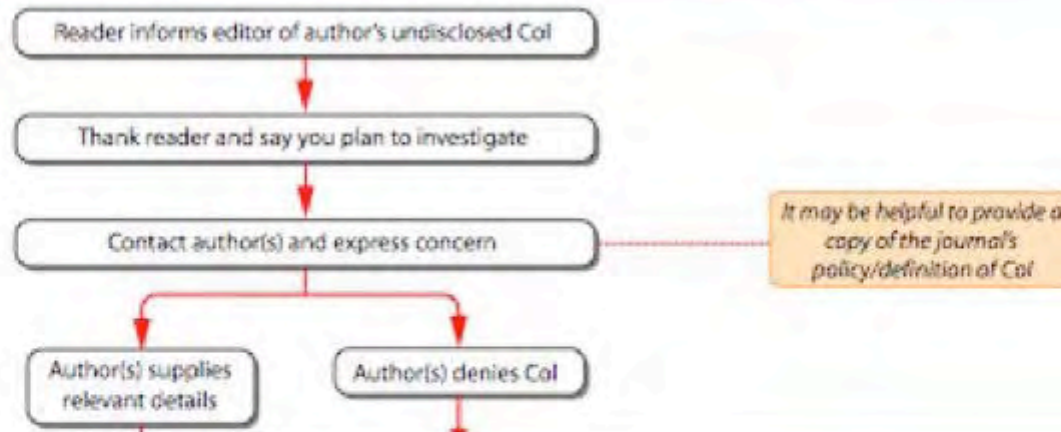 Reader informs editor of author's undisclosed CoI
Thank reader and say you plan to investigate
Contact author(s) and express concern
It may be helpful to provide a
copy of the journal's
policy/definition of CoI
Author(s) supplies
relevant details
Author(s) denies CoI